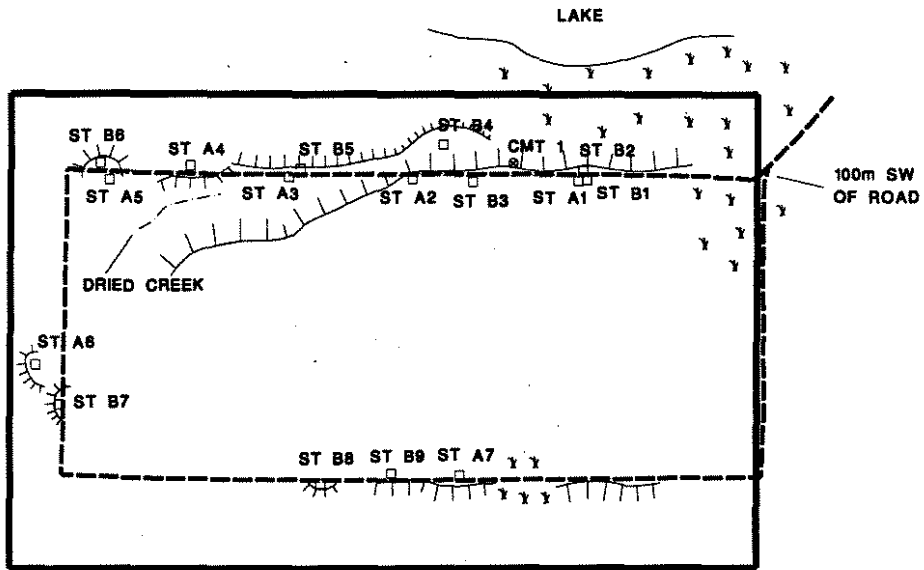 LAKE
ST B4
ST B6
ST A4
ST B5
CMT 1
ST B2
ST A5
ST A3
ST A2
ST B3
ST A1
ST B1
100m SW
OF ROAD
DRIED CREEK
ST A6
ST B7
ST B8
ST B9
ST A7